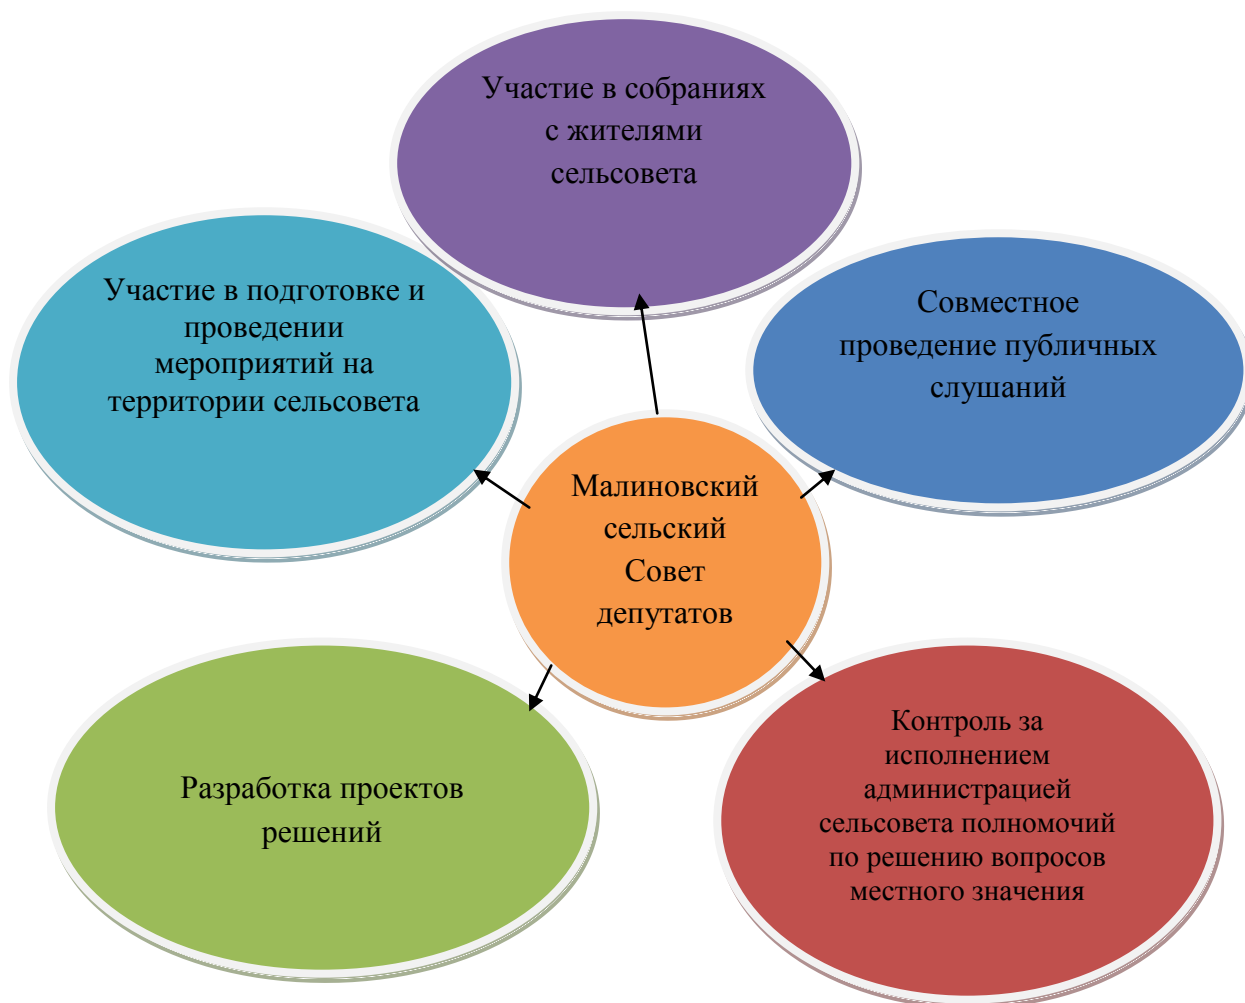 Участие в собраниях
с жителями
сельсовета
Участие в подготовке и
проведении
мероприятий на
территории сельсовета
Совместное
проведение публичных
слушаний
Малиновский
сельский
Совет
депутатов
Разработка проектов
решений
Контроль за
исполнением
администрацией
сельсовета полномочий
по решению вопросов
местного значения